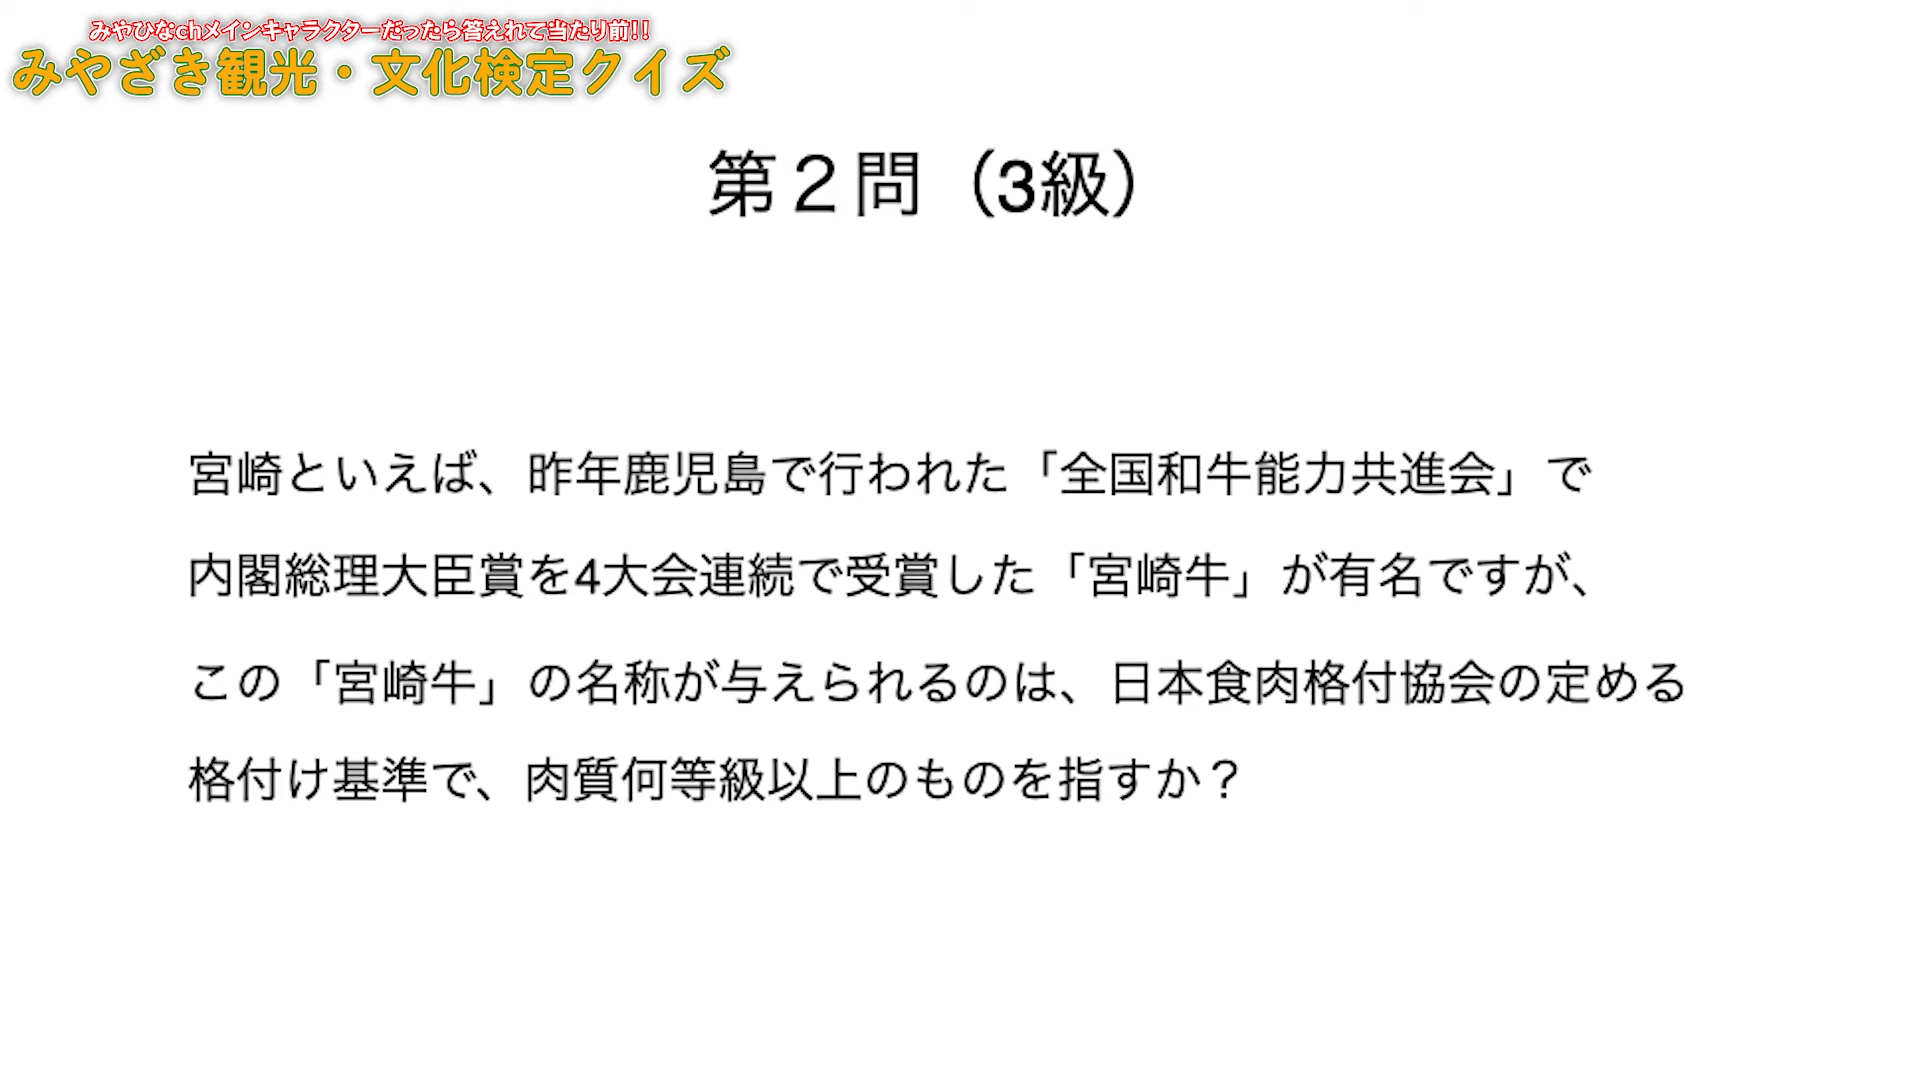 みやひなchメインキャラクターだったら答えれて当たり前!!
みやざき観光・文化検定クイズ
第２問（3級）
宮崎といえば、昨年鹿児島で行われた「全国和牛能力共進会」で
内閣総理大臣賞を4大会連続で受賞した「宮崎牛」が有名ですが、
この「宮崎牛」の名称が与えられるのは、日本食肉格付協会の定める
格付け基準で、肉質何等級以上のものを指すか？